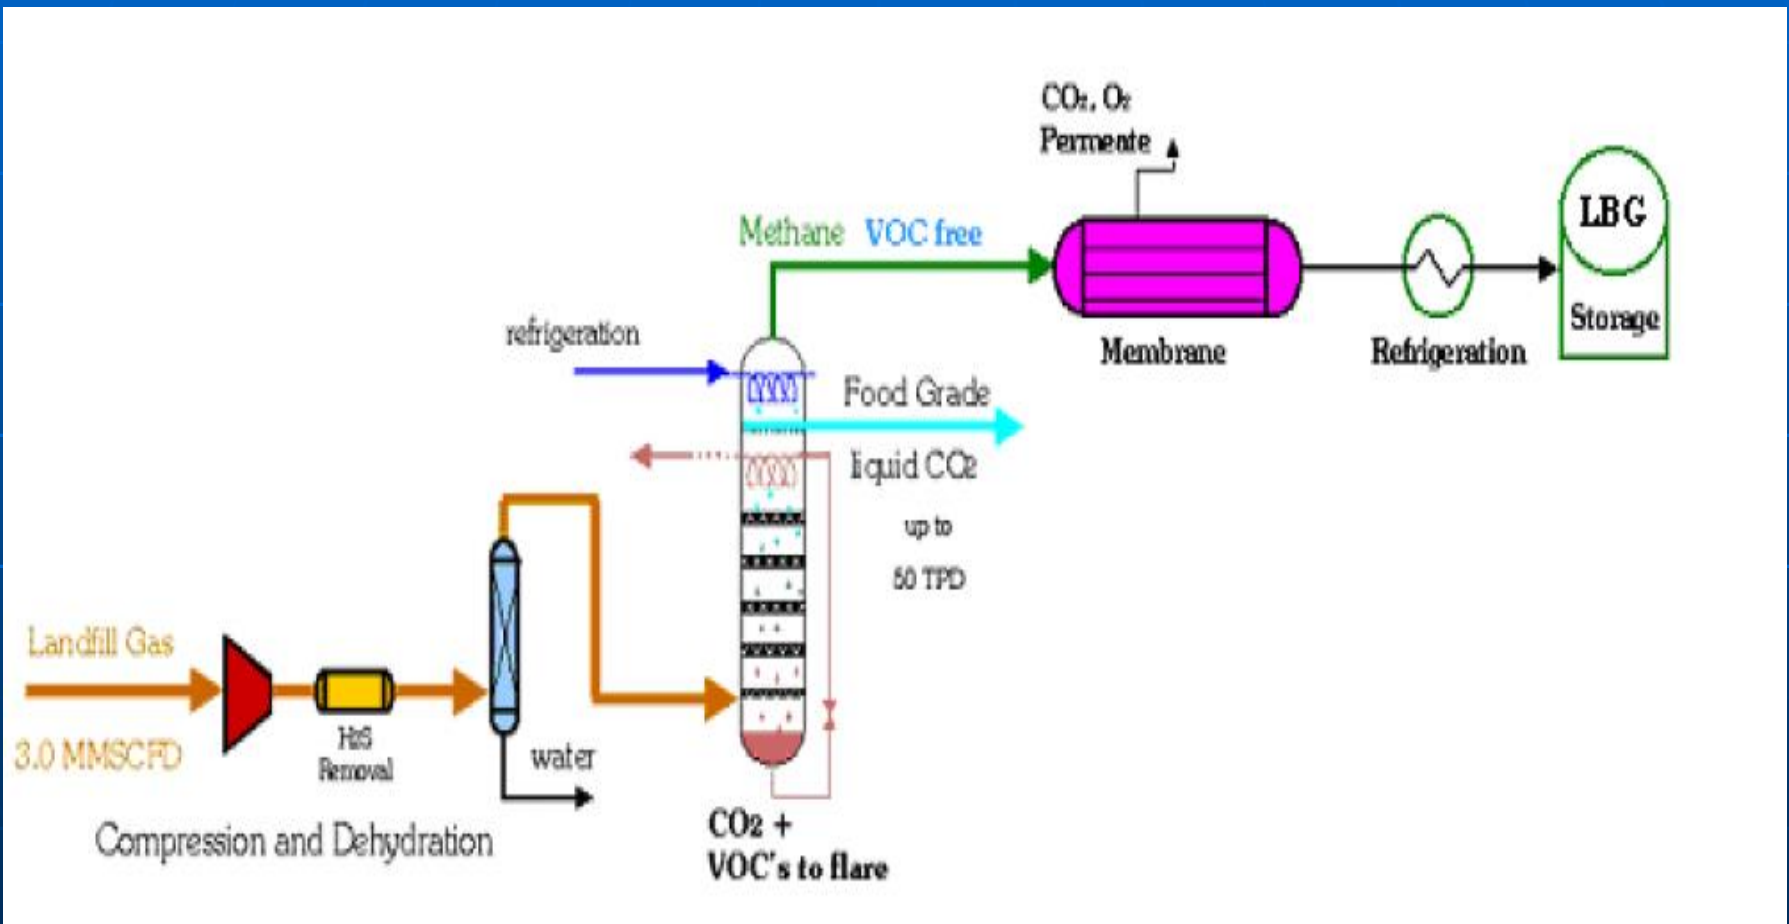 CO₂, O₂
Permeate
Methane VOC free
LBG
Storage
Membrane
Refrigeration
refrigeration
Food Grade
liquid CO₂
up to
50 TPD
Landfill Gas
3.0 MMSCFD
H₂S
Removal
water
Compression and Dehydration
CO2 +
VOC's to flare